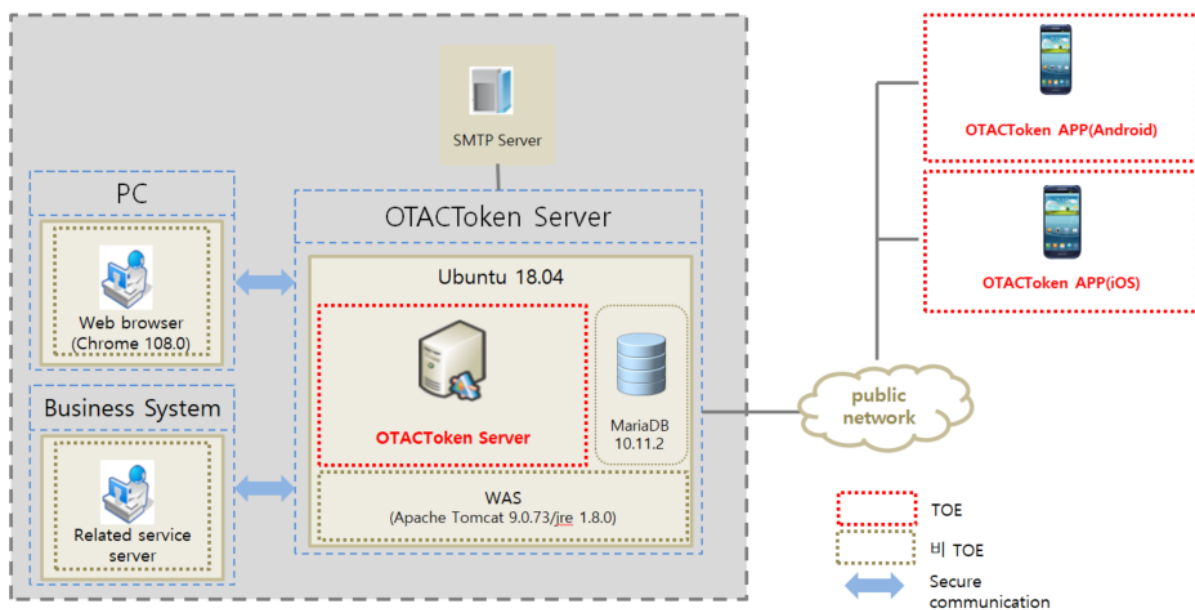 SMTP Server
PC
Web browser
(Chrome 108.0)
Business System
Related service
server
OTACToken Server
Ubuntu 18.04
OTACToken Server
MariaDB
10.11.2
WAS
(Apache Tomcat 9.0.73/jre 1.8.0)
public
network
OTACToken APP(Android)
OTACToken APP(iOS)
TOE
비 TOE
Secure
communication